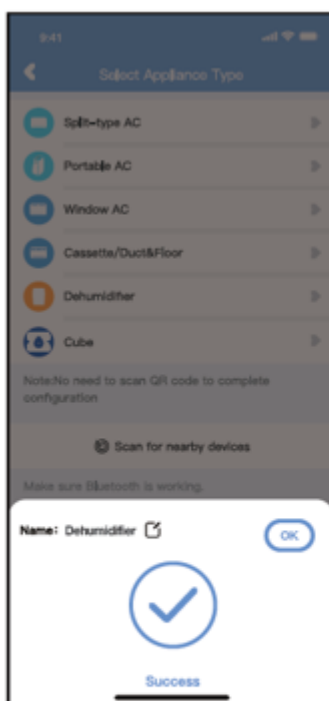 9:41
Select Appliance Type
Split-type AC
Portable AC
Window AC
Cassette/Duct&Floor
Dehumidifier
Cube
Note:No need to scan QR code to complete
configuration
Scan for nearby devices
Make sure Bluetooth is working.
Name: Dehumidifier
OK
Success